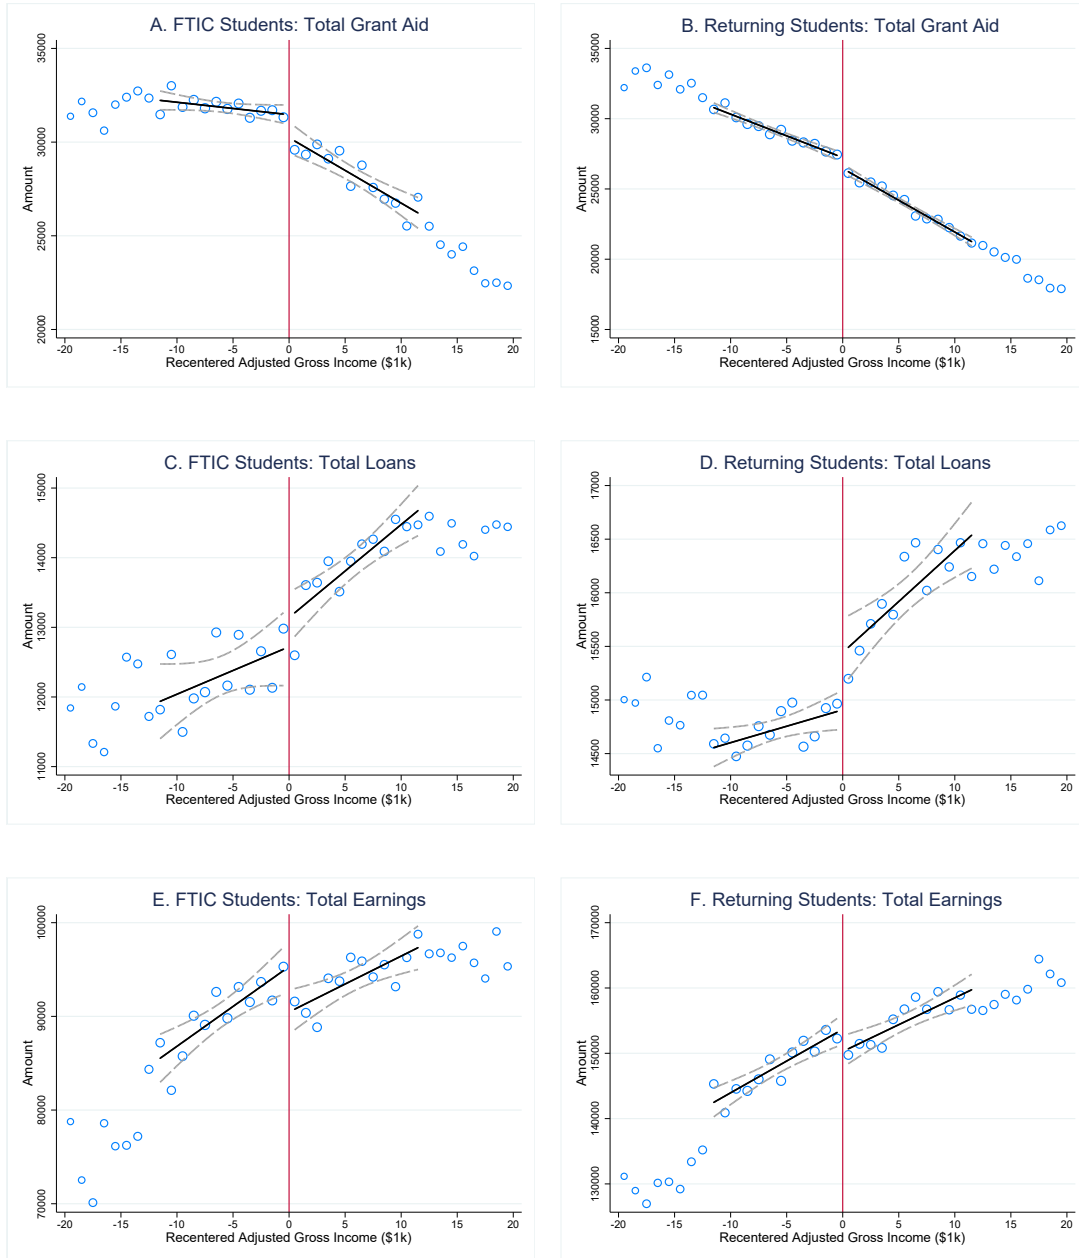 A. FTIC Students: Total Grant Aid
Amount
35000
30000
25000
20000
-20 -15 -10 -5 0 5 10 15 20
Recentered Adjusted Gross Income ($1k)
B. Returning Students: Total Grant Aid
Amount
35000
30000
25000
20000
15000
-20 -15 -10 -5 0 5 10 15 20
Recentered Adjusted Gross Income ($1k)
C. FTIC Students: Total Loans
Amount
15000
14000
13000
12000
11000
-20 -15 -10 -5 0 5 10 15 20
Recentered Adjusted Gross Income ($1k)
D. Returning Students: Total Loans
Amount
17000
16500
16000
15500
15000
14500
-20 -15 -10 -5 0 5 10 15 20
Recentered Adjusted Gross Income ($1k)
E. FTIC Students: Total Earnings
Amount
100000
90000
80000
70000
-20 -15 -10 -5 0 5 10 15 20
Recentered Adjusted Gross Income ($1k)
F. Returning Students: Total Earnings
Amount
170000
160000
150000
140000
130000
-20 -15 -10 -5 0 5 10 15 20
Recentered Adjusted Gross Income ($1k)